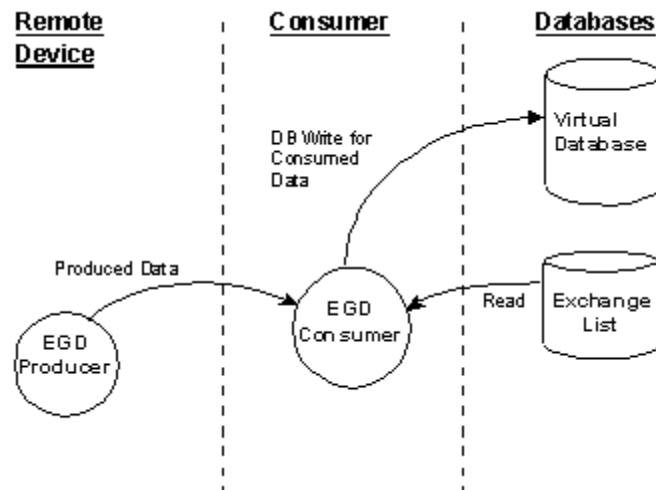 Remote
Device
Consumer
Databases
DB Write for
Consumed
Data
Virtual
Database
Produced Data
EGD
Producer
EGD
Consumer
Read
Exchange
List